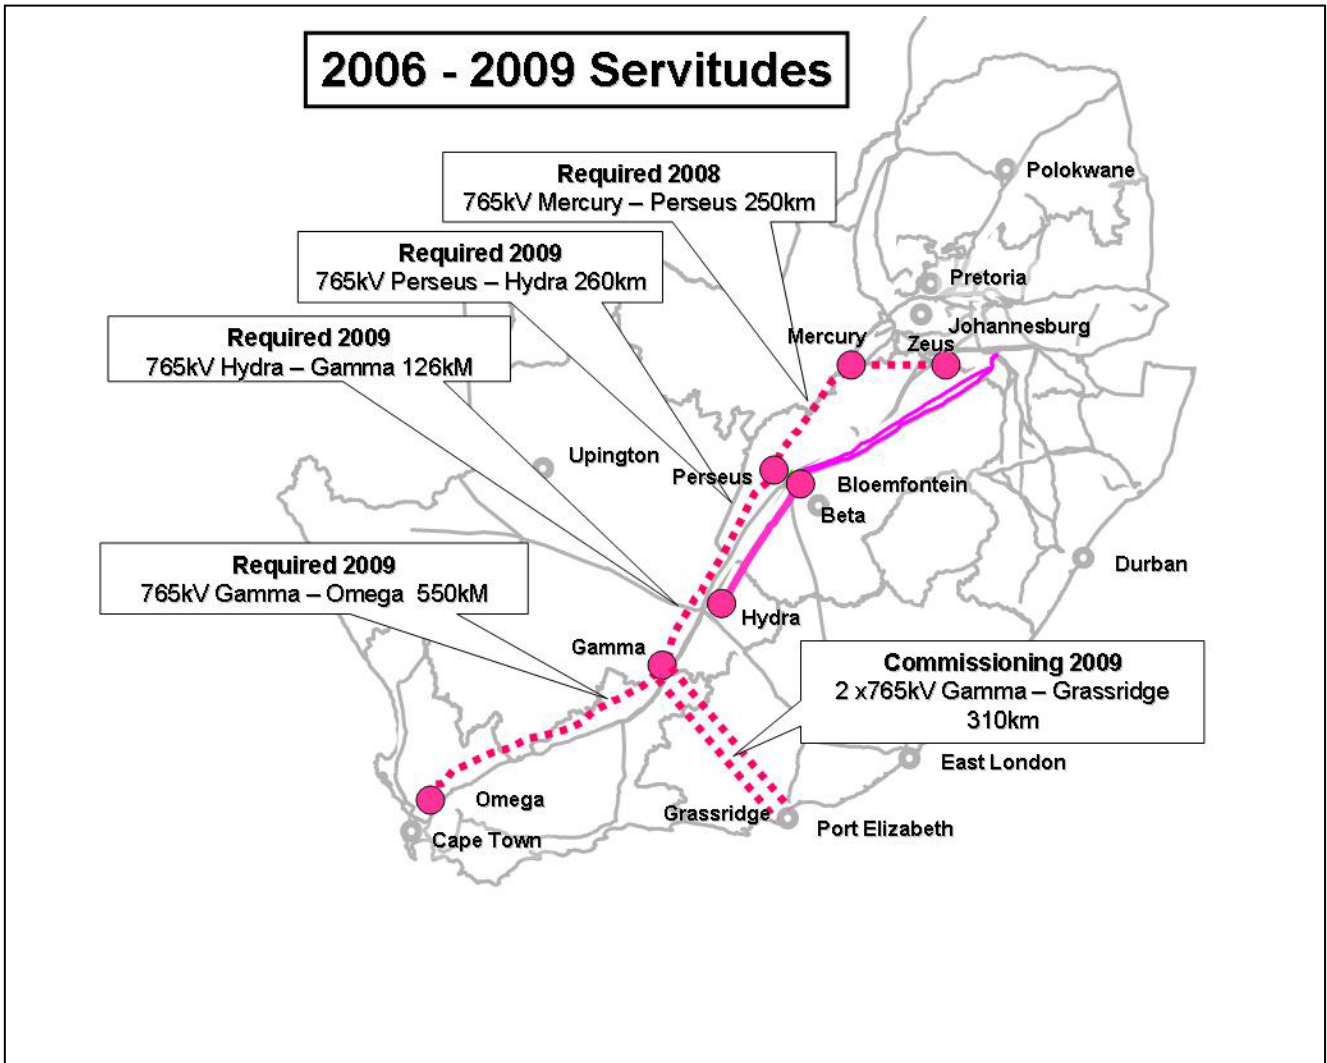 2006 - 2009 Servitudes
Required 2008
765kV Mercury – Perseus 250km
Required 2009
765kV Perseus – Hydra 260km
Required 2009
765kV Hydra – Gamma 126kM
Required 2009
765kV Gamma – Omega 550kM
Commissioning 2009
2 x765kV Gamma – Grassridge
310km
Polokwane
Pretoria
Johannesburg
Mercury
Zeus
Upington
Perseus
Bloemfontein
Beta
Durban
Hydra
Gamma
East London
Omega
Grassridge
Port Elizabeth
Cape Town